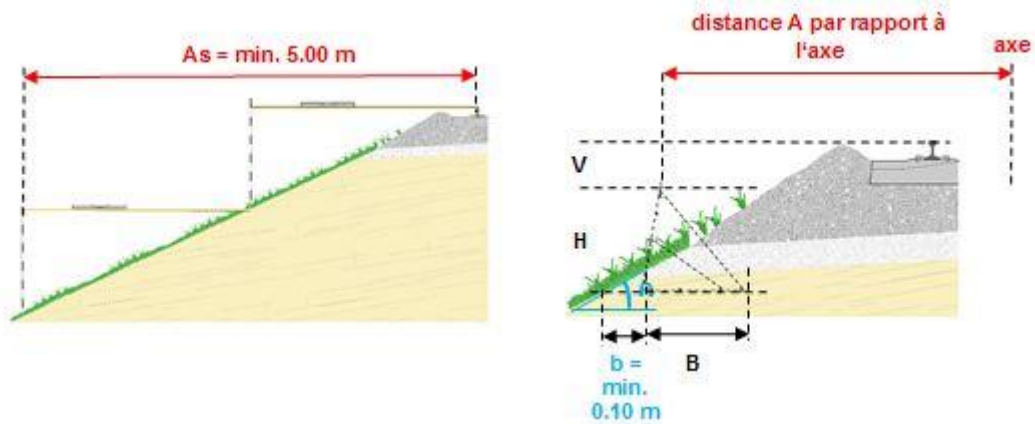 As = min. 5.00 m
distance A par rapport à
l'axe
axe
V
H
b =
min.
0.10 m
B